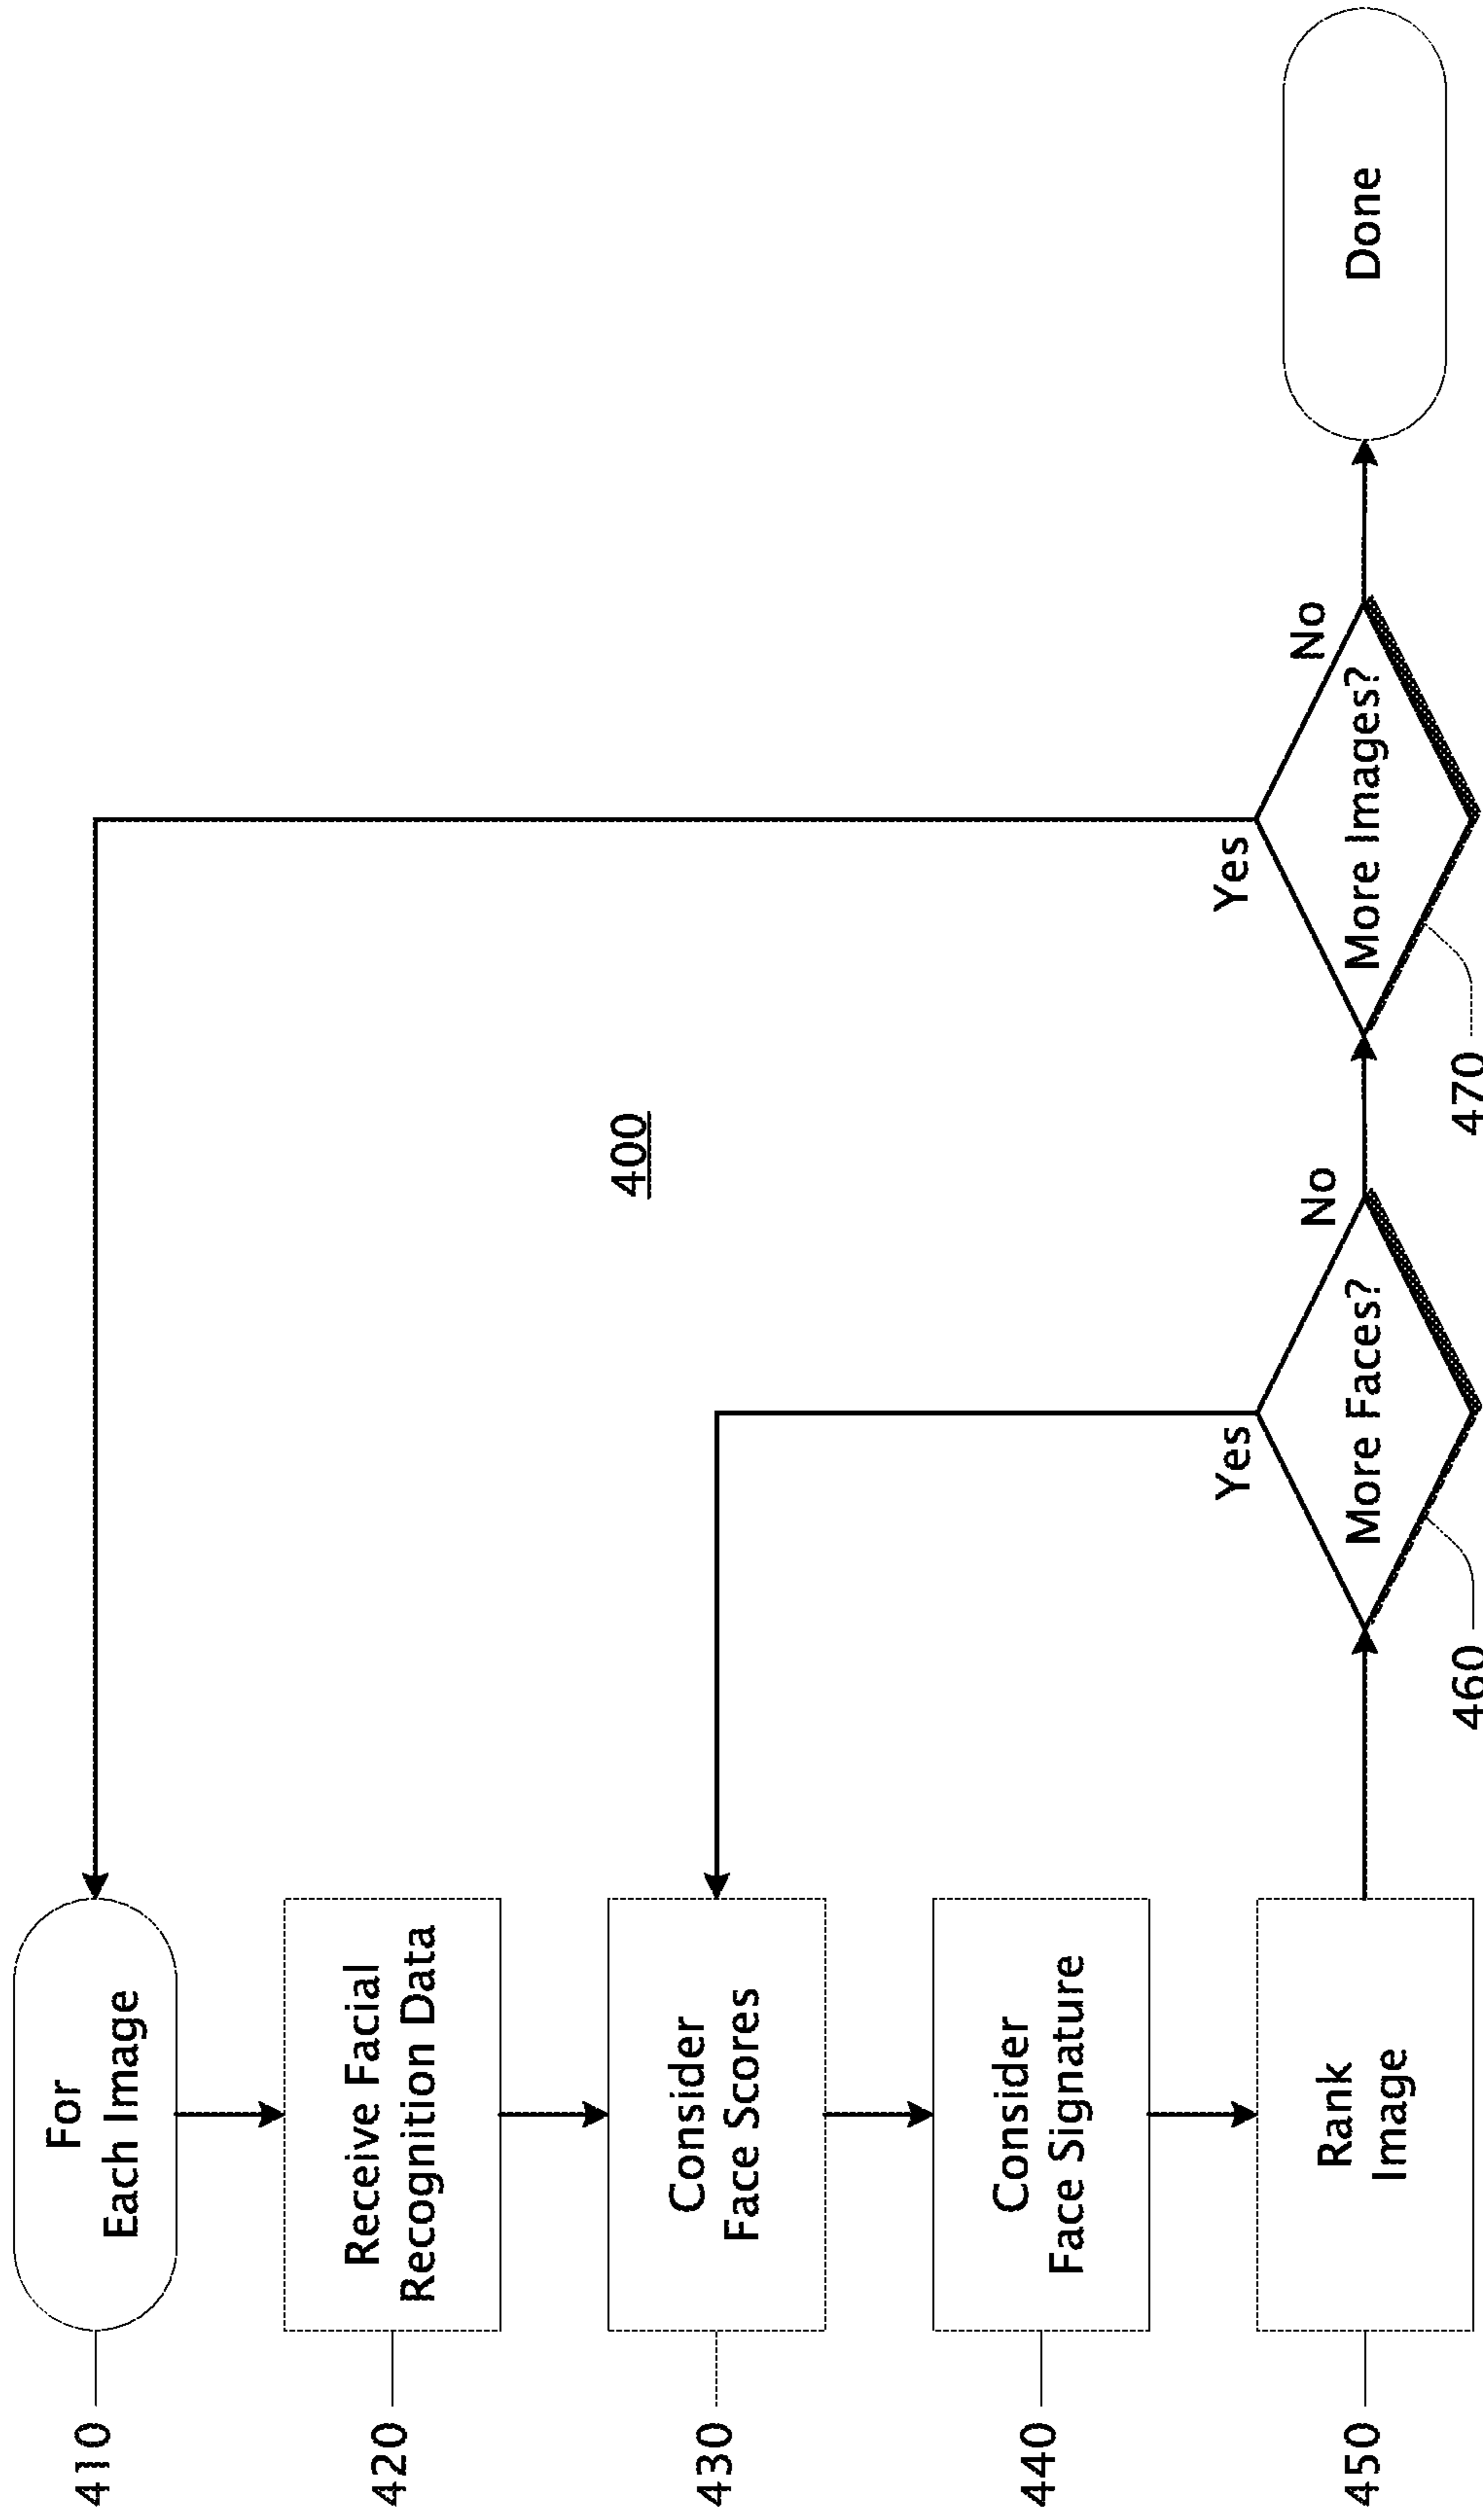 410
For
Each Image
420
Receive Facial
Recognition Data
430
Consider
Face Scores
400
440
Consider
Face Signature
450
Rank
Image
Yes
More Faces?
No
460
Yes
More Images?
No
470
Done